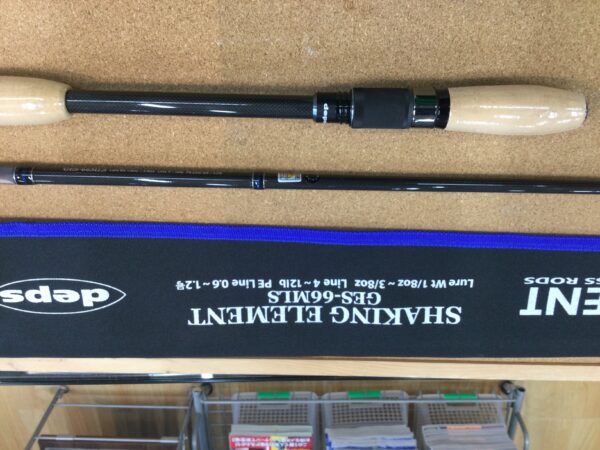 deps
SHAKING ELEMENT
GES-66MLS
Lure Wt 1/8oz～3/8oz Line 4～12lb PE Line 0.6～1.2号
deps
ENT
SS RODS